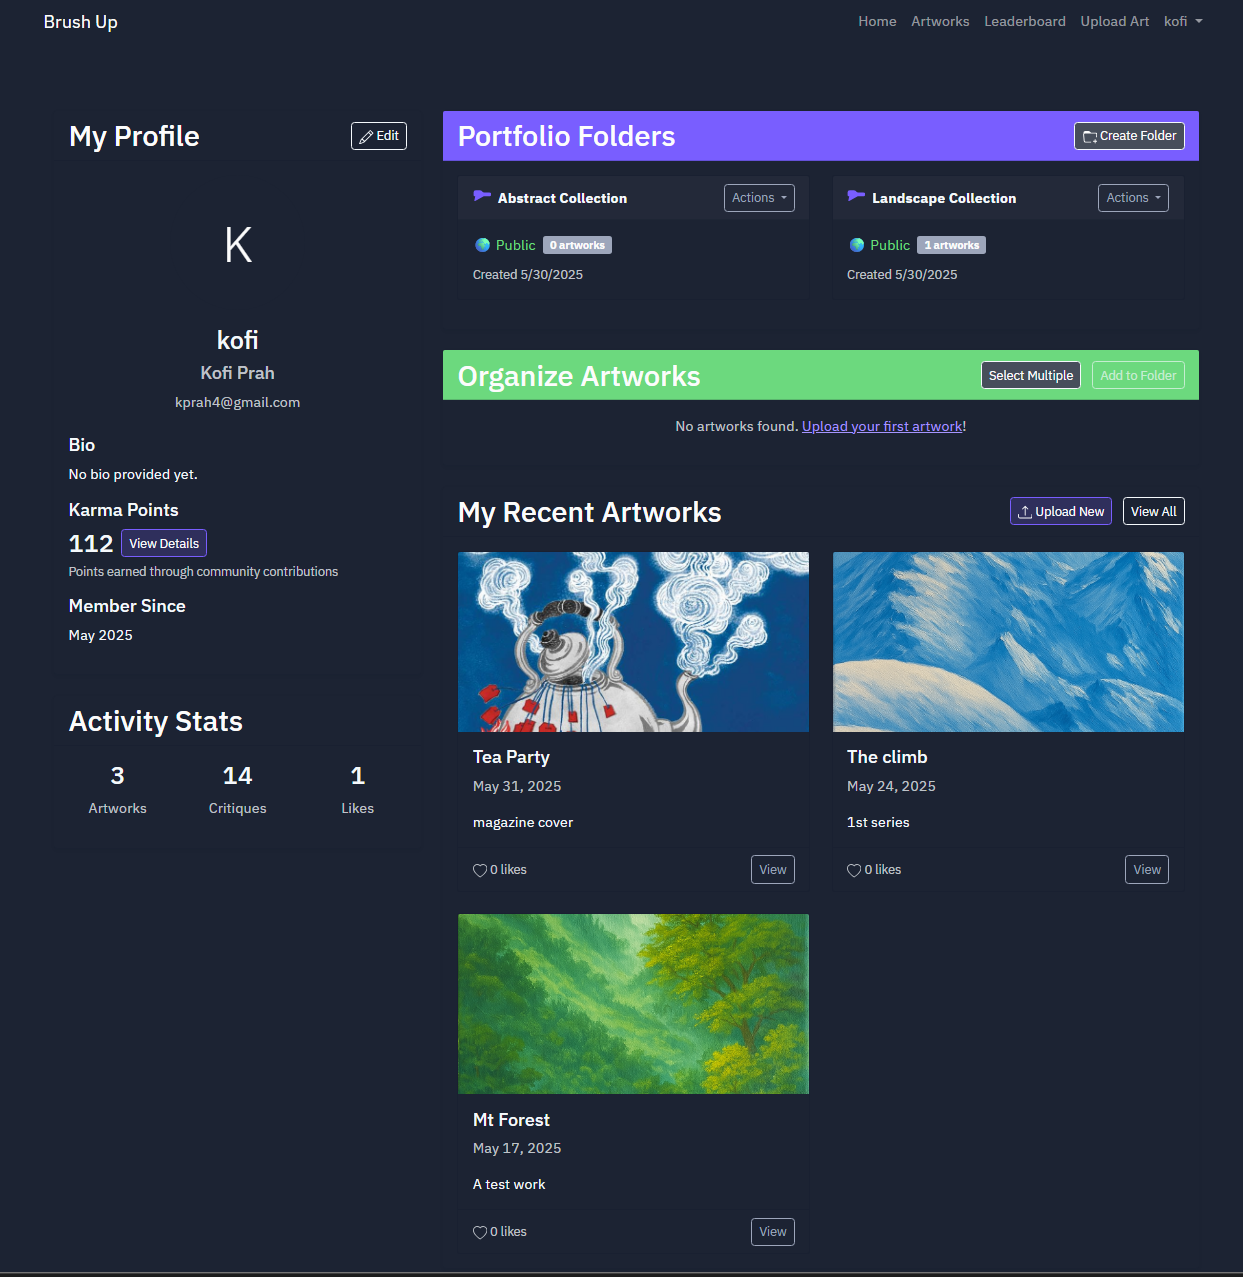 Brush Up
Home Artworks Leaderboard Upload Art kofi
My Profile
Edit
K
kofi
Kofi Prah
kprah4@gmail.com
Bio
No bio provided yet.
Karma Points
112 View Details
Points earned through community contributions
Member Since
May 2025
Activity Stats
3 14 1
Artworks Critiques Likes
Portfolio Folders
Create Folder
Abstract Collection
Actions
Public 0 artworks
Created 5/30/2025
Landscape Collection
Actions
Public 1 artworks
Created 5/30/2025
Organize Artworks
Select Multiple Add to Folder
No artworks found. Upload your first artwork!
My Recent Artworks
Upload New View All
Tea Party
May 31, 2025
magazine cover
0 likes View
The climb
May 24, 2025
1st series
0 likes View
Mt Forest
May 17, 2025
A test work
0 likes View